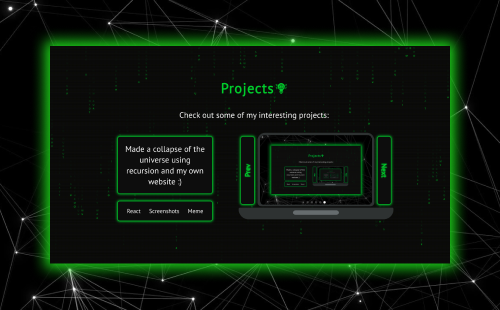 Projects
Check out some of my interesting projects:
Made a collapse of the
universe using
recursion and my own
website :)
React Screenshots Meme
Prev
Next
Projects